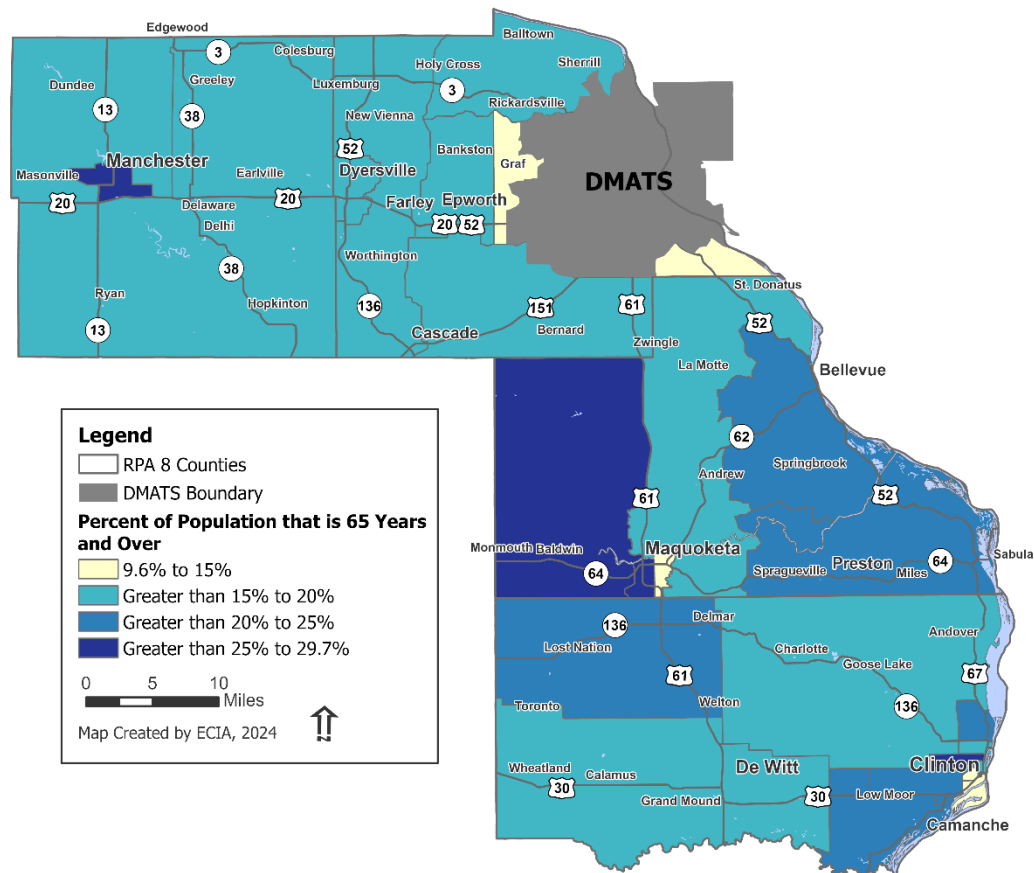 Edgewood
Balltown
3
Colesburg
Holy Cross
Sherrill
Dundee
Greeley
Luxemburg
3
Rickardsville
13
38
New Vienna
52
Bankston
Graf
Manchester
Dyersville
DMATS
Masonville
Earlville
20
20
Farley
Epworth
Delaware
Delhi
20
52
Worthington
38
St. Donatus
Ryan
Hopkinton
136
151
61
13
Cascade
Bernard
52
Zwingle
La Motte
Bellevue
62
Springbrook
Andrew
61
52
Monmouth
Baldwin
Maquoketa
64
Spragueville
Preston
Miles
64
Sabula
136
Delmar
Andover
Lost Nation
Charlotte
Goose Lake
61
67
Toronto
Welton
136
Wheatland
Calamus
De Witt
Clinton
30
Grand Mound
30
Low Moor
Camanche
Legend
RPA 8 Counties
DMATS Boundary
Percent of Population that is 65 Years
and Over
9.6% to 15%
Greater than 15% to 20%
Greater than 20% to 25%
Greater than 25% to 29.7%
0
5
10
Miles
Map Created by ECIA, 2024
N